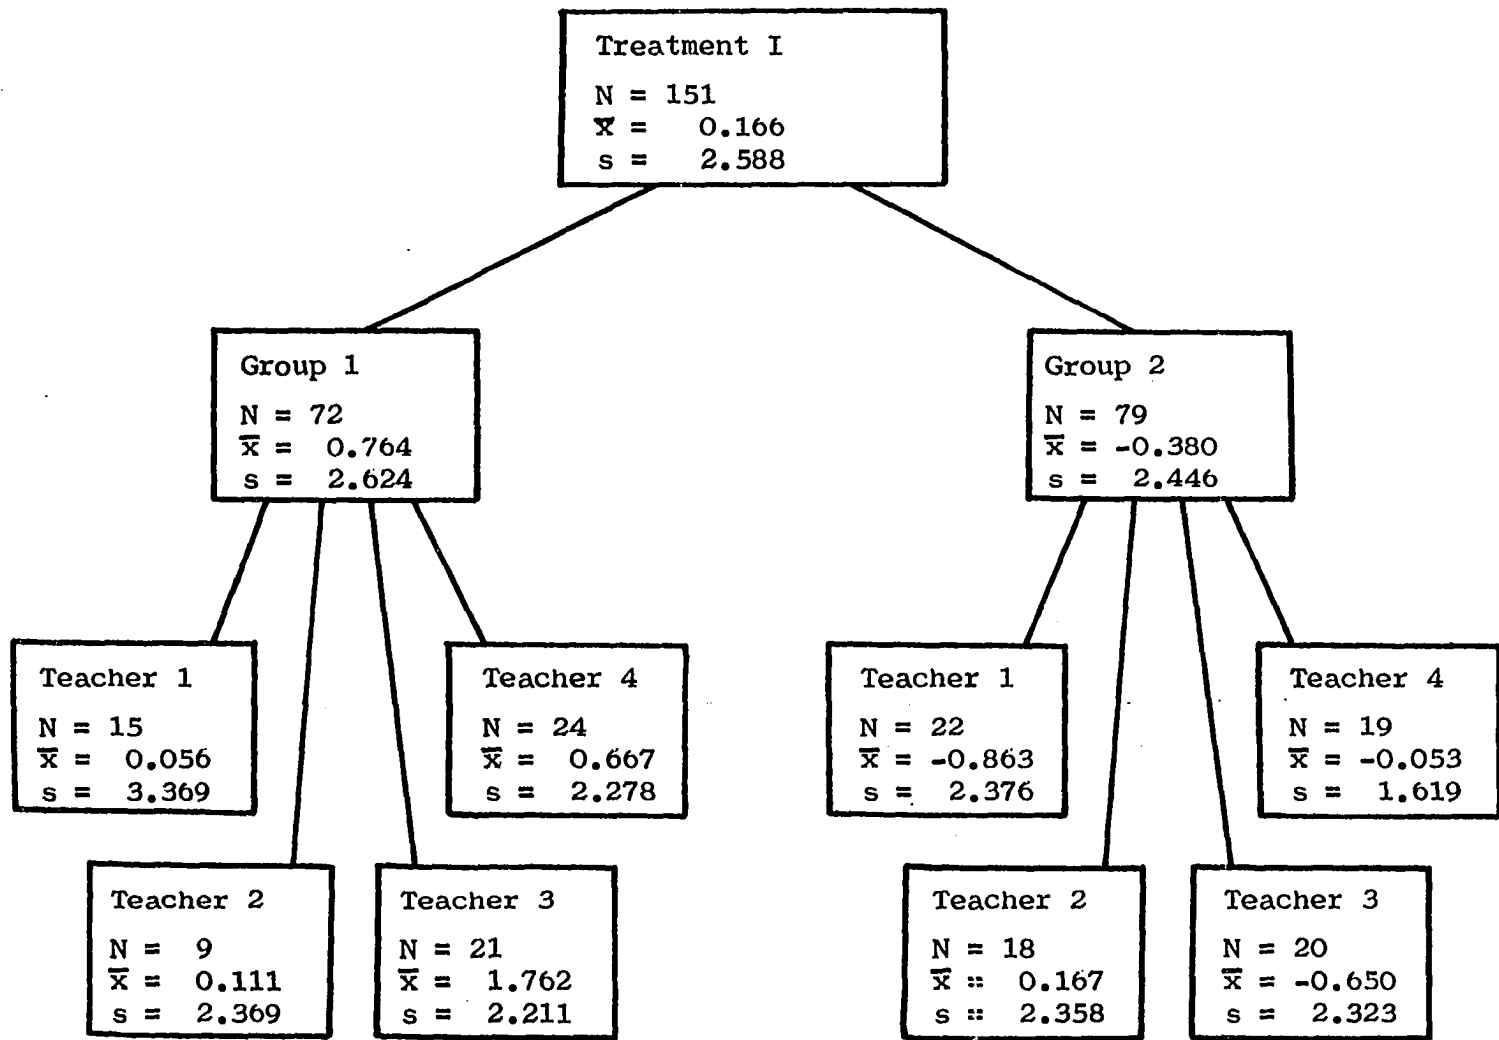 Treatment I
N = 151
x̄ = 0.166
s = 2.588
Group 1
N = 72
x̄ = 0.764
s = 2.624
Group 2
N = 79
x̄ = -0.380
s = 2.446
Teacher 1
N = 15
x̄ = 0.056
s = 3.369
Teacher 4
N = 24
x̄ = 0.667
s = 2.278
Teacher 1
N = 22
x̄ = -0.863
s = 2.376
Teacher 4
N = 19
x̄ = -0.053
s = 1.619
Teacher 2
N = 9
x̄ = 0.111
s = 2.369
Teacher 3
N = 21
x̄ = 1.762
s = 2.211
Teacher 2
N = 18
x̄ = 0.167
s = 2.358
Teacher 3
N = 20
x̄ = -0.650
s = 2.323